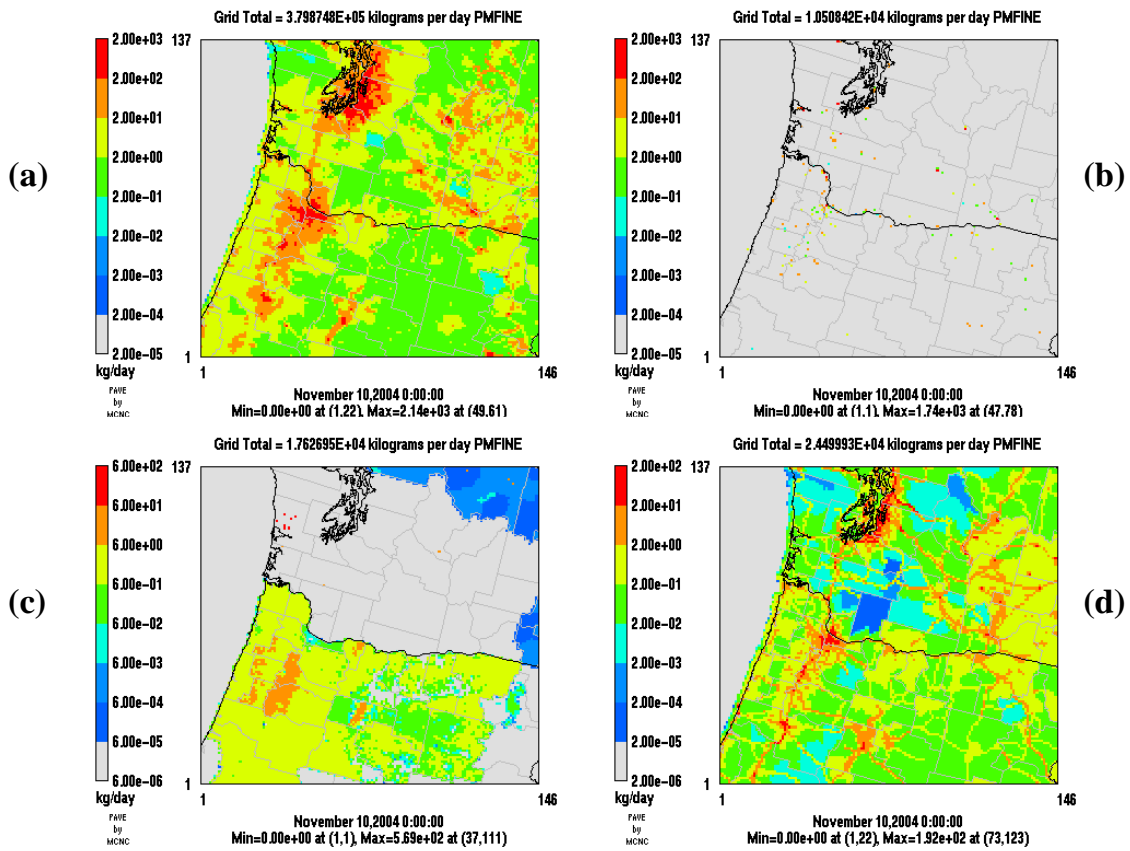 Grid Total = 3.798748E+05 kilograms per day PMFINE
(a)
2.00e+03
2.00e+02
2.00e+01
2.00e+00
2.00e-01
2.00e-02
2.00e-03
2.00e-04
2.00e-05
kg/day
PAVE
by
MCNC
137
1
1
146
November 10,2004 0:00:00
Min=0.00e+00 at (1,22), Max=2.14e+03 at (49,61)
Grid Total = 1.050842E+04 kilograms per day PMFINE
(b)
2.00e+03
2.00e+02
2.00e+01
2.00e+00
2.00e-01
2.00e-02
2.00e-03
2.00e-04
2.00e-05
kg/day
PAVE
by
MCNC
137
1
1
146
November 10,2004 0:00:00
Min=0.00e+00 at (1,1), Max=1.74e+03 at (47,78)
Grid Total = 1.762695E+04 kilograms per day PMFINE
(c)
6.00e+02
6.00e+01
6.00e+00
6.00e-01
6.00e-02
6.00e-03
6.00e-04
6.00e-05
6.00e-06
kg/day
PAVE
by
MCNC
137
1
1
146
November 10,2004 0:00:00
Min=0.00e+00 at (1,1), Max=5.69e+02 at (37,111)
Grid Total = 2.449993E+04 kilograms per day PMFINE
(d)
2.00e+02
2.00e+01
2.00e+00
2.00e-01
2.00e-02
2.00e-03
2.00e-04
2.00e-05
2.00e-06
kg/day
PAVE
by
MCNC
137
1
1
146
November 10,2004 0:00:00
Min=0.00e+00 at (1,22), Max=1.92e+02 at (73,123)